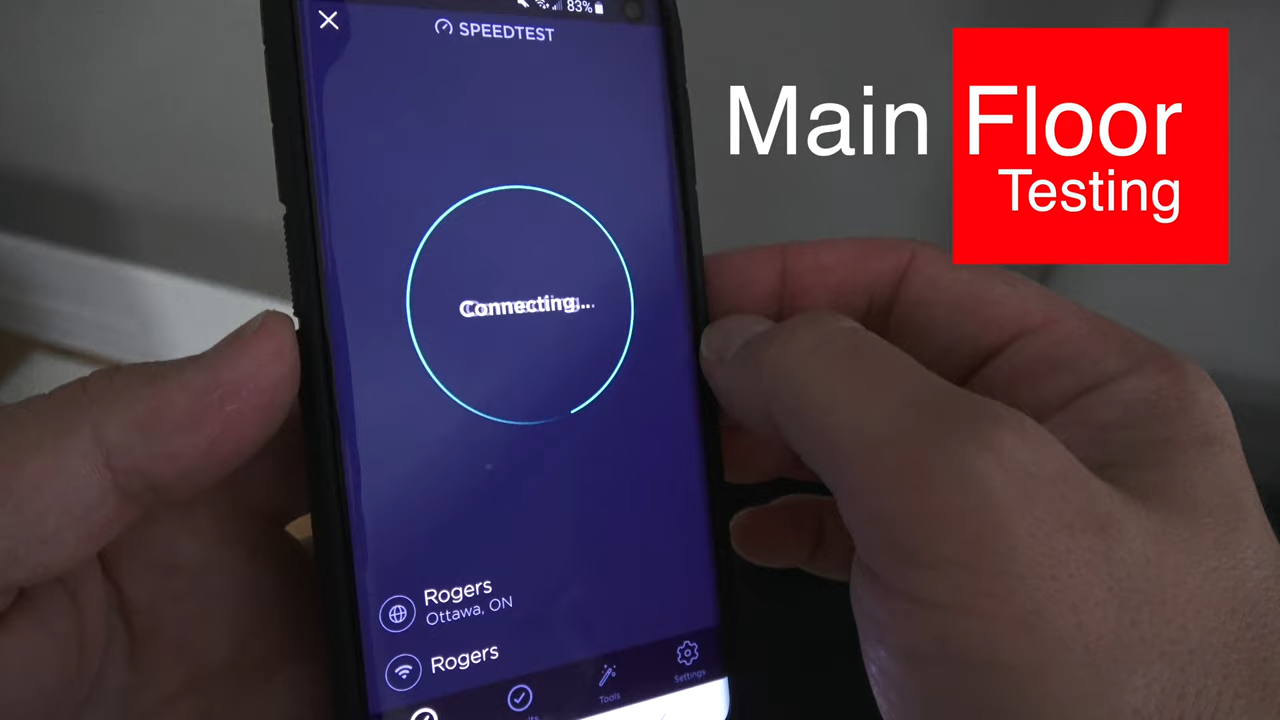 83%
SPEEDTEST
Main Floor
Testing
Connecting...
Rogers
Ottawa, ON
Rogers
Tools
Settings